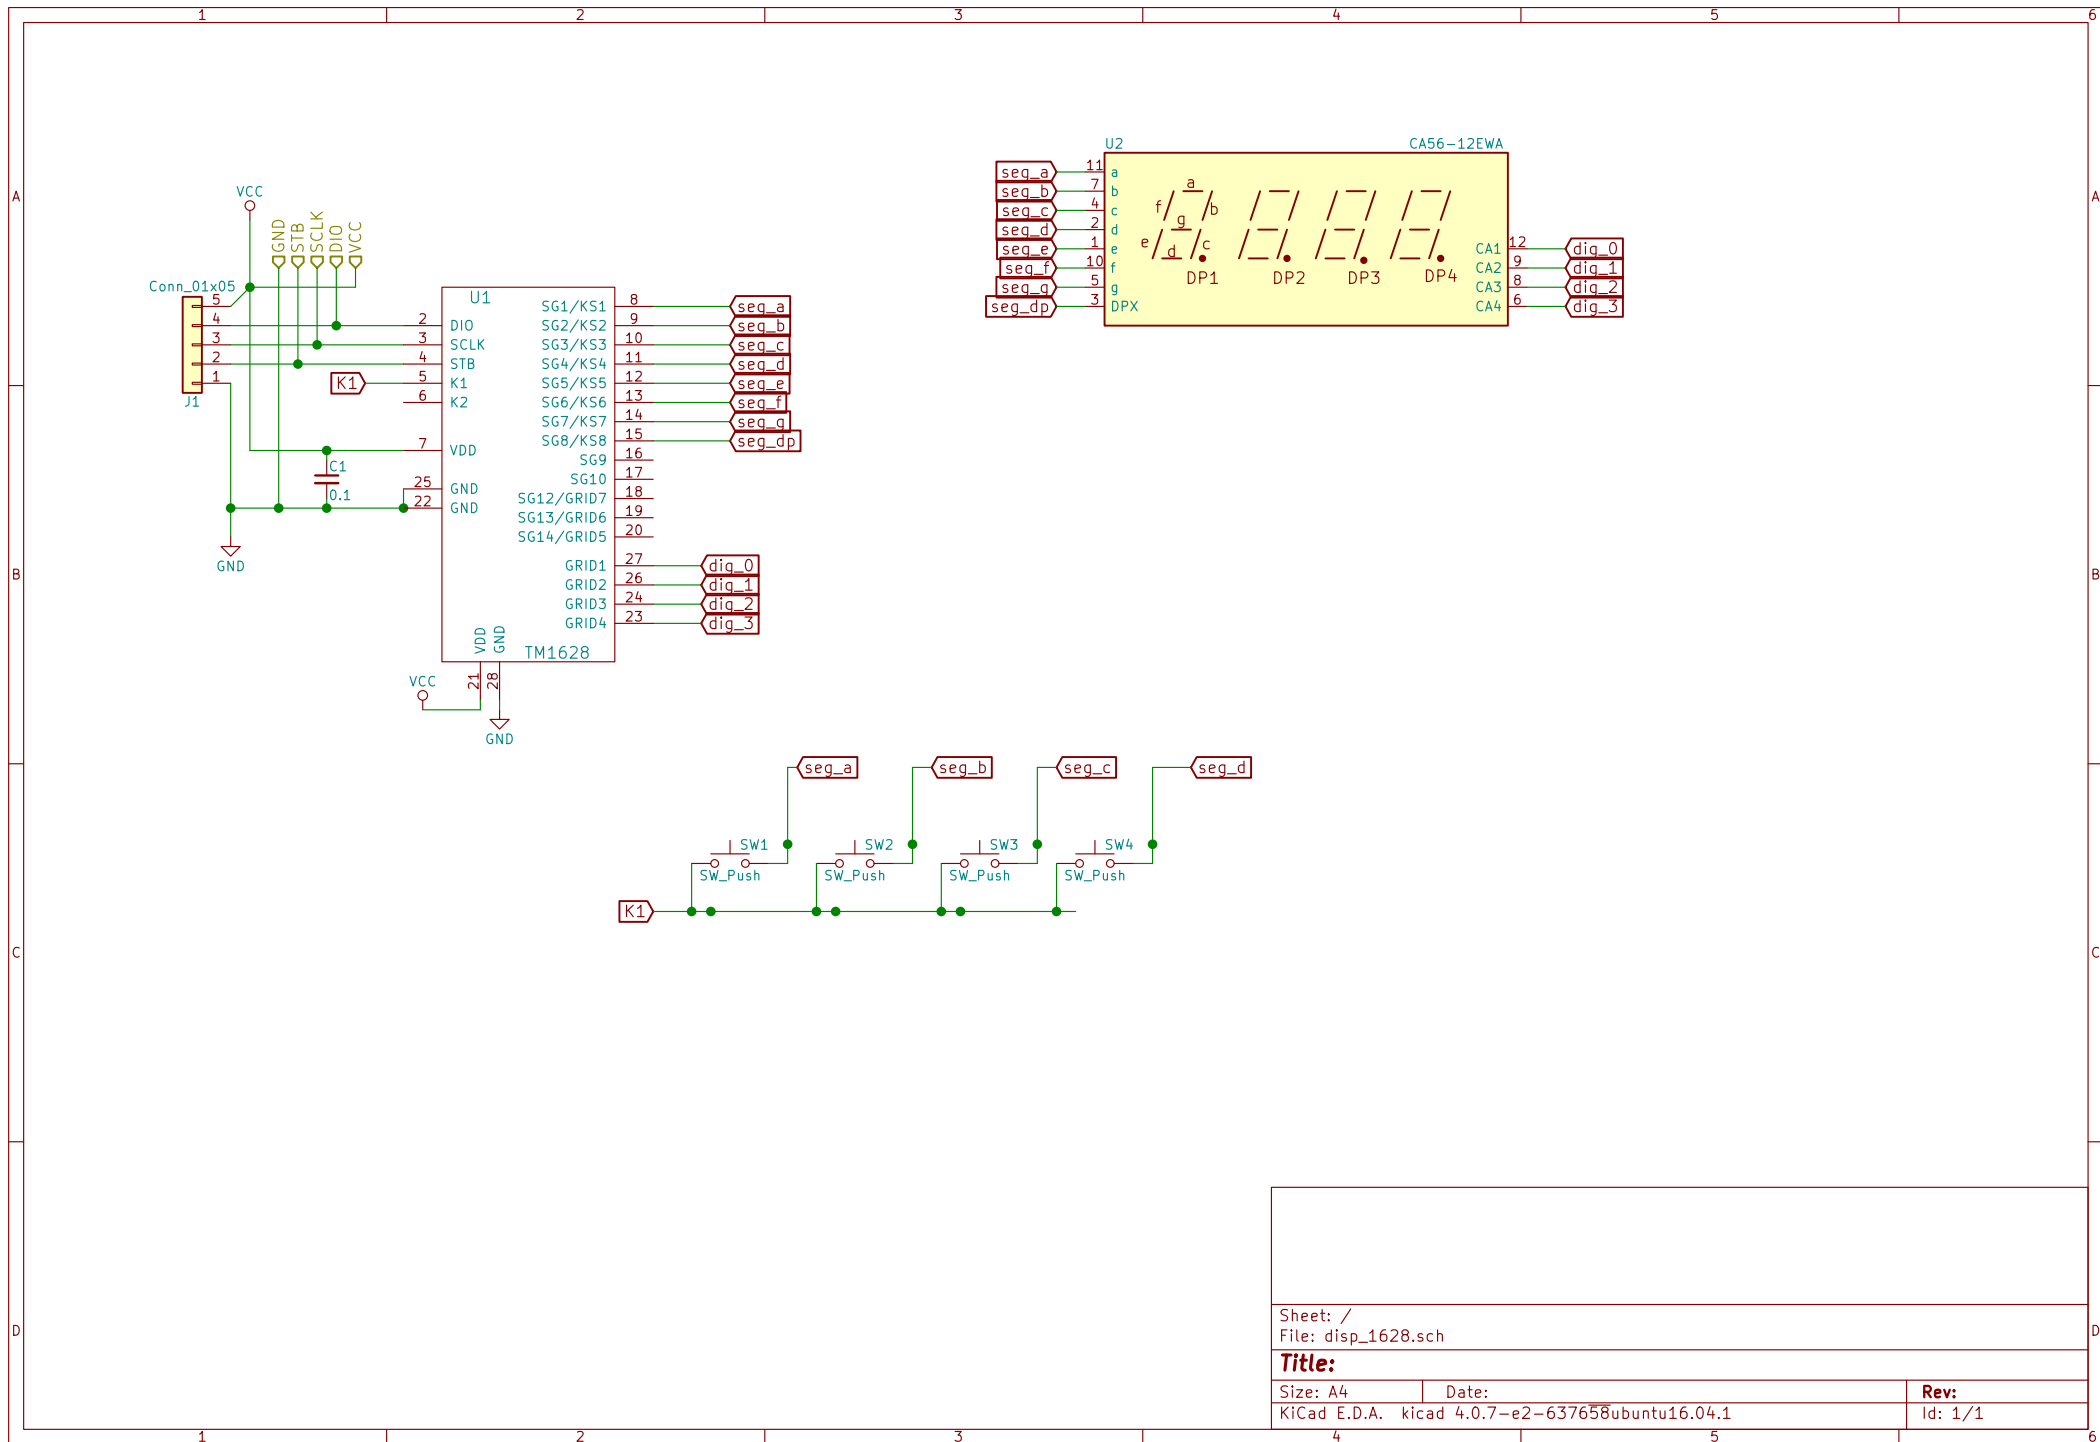 1 2 3 4 5 6
A
B
C
D
A
B
C
D
1 2 3 4 5 6
VCC
GND
STB
SCLK
DIO
VCC
Conn_01x05
5
4
3
2
1
J1
K1
C1
0.1
GND
U1
2 DIO
3 SCLK
4 STB
5 K1
6 K2
7 VDD
25 GND
22 GND
SG1/KS1 8 seg_a
SG2/KS2 9 seg_b
SG3/KS3 10 seg_c
SG4/KS4 11 seg_d
SG5/KS5 12 seg_e
SG6/KS6 13 seg_f
SG7/KS7 14 seg_g
SG8/KS8 15 seg_dp
SG9 16
SG10 17
SG12/GRID7 18
SG13/GRID6 19
SG14/GRID5 20
GRID1 27 dig_0
GRID2 26 dig_1
GRID3 24 dig_2
GRID4 23 dig_3
VDD
GND
TM1628
21
28
VCC
GND
U2 CA56-12EWA
seg_a 11 a
seg_b 7 b
seg_c 4 c
seg_d 2 d
seg_e 1 e
seg_f 10 f
seg_g 5 g
seg_dp 3 DPX
a
f b
g
e c
d
DP1 DP2 DP3 DP4
CA1 12 dig_0
CA2 9 dig_1
CA3 8 dig_2
CA4 6 dig_3
seg_a seg_b seg_c seg_d
SW1 SW2 SW3 SW4
SW_Push SW_Push SW_Push SW_Push
K1
Sheet: /
File: disp_1628.sch
Title:
Size: A4 Date: Rev:
KiCad E.D.A. kicad 4.0.7-e2-637658ubuntu16.04.1 Id: 1/1